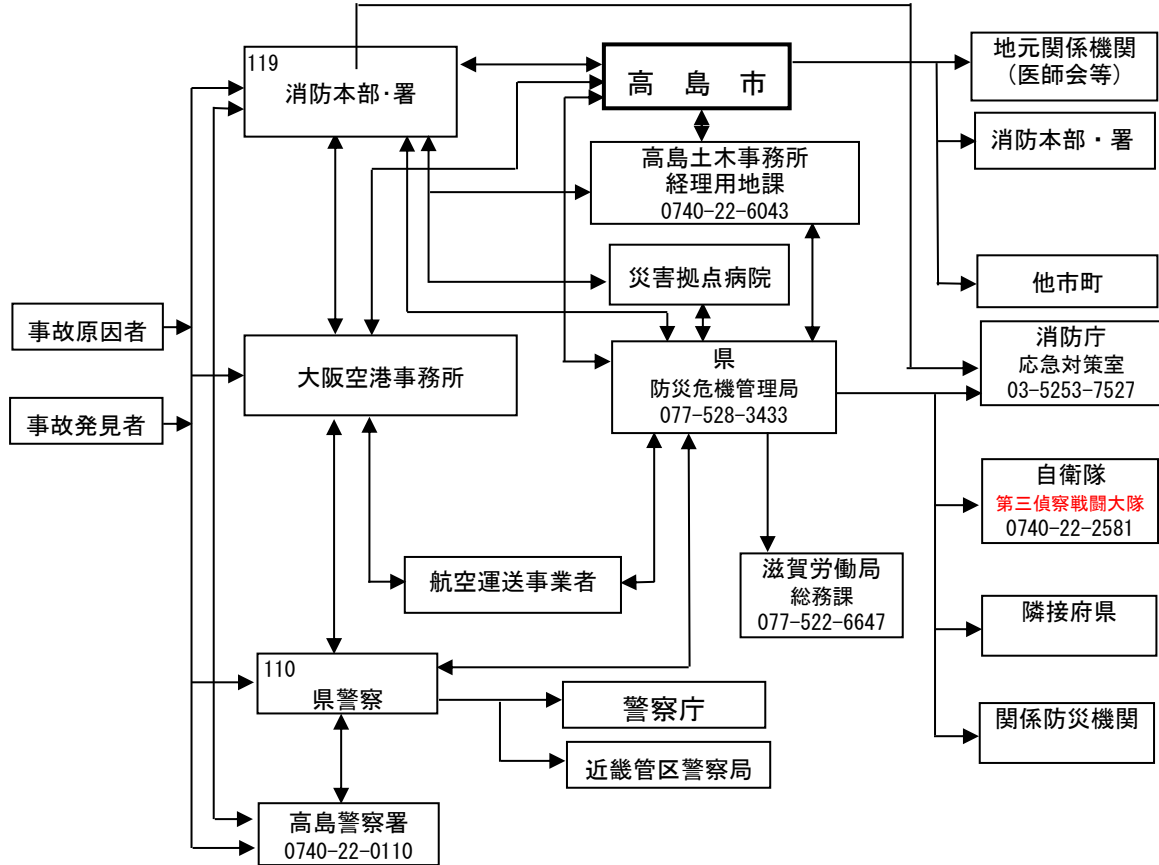 119
消防本部・署
高島市
地元関係機関
(医師会等)
消防本部・署
高島土木事務所
経理用地課
0740-22-6043
災害拠点病院
他市町
事故原因者
大阪空港事務所
県
防災危機管理局
077-528-3433
消防庁
応急対策室
03-5253-7527
事故発見者
自衛隊
第三偵察戦闘大隊
0740-22-2581
航空運送事業者
滋賀労働局
総務課
077-522-6647
隣接府県
110
県警察
警察庁
関係防災機関
近畿管区警察局
高島警察署
0740-22-0110